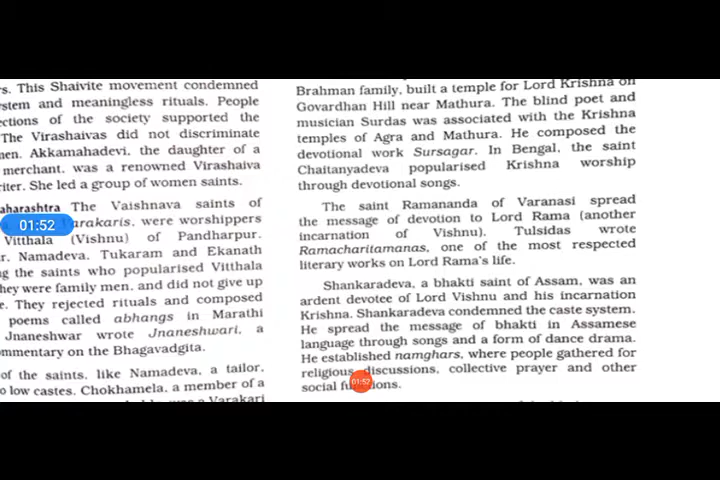 rs. This Shaivite movement condemned
ystem and meaningless rituals. People
ections of the society supported the
The Virashaivas did not discriminate
men. Akkamahadevi, the daughter of a
merchant, was a renowned Virashaiva
riter. She led a group of women saints.
aharashtra The Vaishnava saints of
01:52 arakaris, were worshippers
Vitthala (Vishnu) of Pandharpur.
r, Namadeva, Tukaram and Ekanath
ng the saints who popularised Vitthala
hey were family men, and did not give up
e. They rejected rituals and composed
poems called abhangs in Marathi
Jnaneshwar wrote Jnaneshwari, a
ommentary on the Bhagavadgita.
of the saints, like Namadeva, a tailor,
o low castes. Chokhamela, a member of a
was a Varakari
Brahman family, built a temple for Lord Krishna on
Govardhan Hill near Mathura. The blind poet and
musician Surdas was associated with the Krishna
temples of Agra and Mathura. He composed the
devotional work Sursagar. In Bengal, the saint
Chaitanyadeva popularised Krishna worship
through devotional songs.
The saint Ramananda of Varanasi spread
the message of devotion to Lord Rama (another
incarnation of Vishnu). Tulsidas wrote
Ramacharitamanas, one of the most respected
literary works on Lord Rama's life.
Shankaradeva, a bhakti saint of Assam, was an
ardent devotee of Lord Vishnu and his incarnation
Krishna. Shankaradeva condemned the caste system.
He spread the message of bhakti in Assamese
language through songs and a form of dance drama.
He established namghars, where people gathered for
religious discussions, collective prayer and other
social fu 01:52 ions.